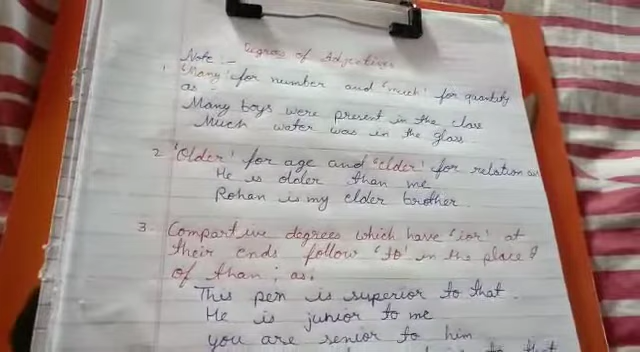 Degrees of Adjectives
Note :-
1. 'Many' for number and 'much' for quantity
as :
Many boys were present in the class
Much water was in the glass.
2. 'Older' for age and 'elder' for relation as
He is older than me
Rohan is my elder brother.
3. Comparative degrees which have 'ior' at
their ends follow 'to' in the place
of than; as:
This pen is superior to that.
He is junior to me
you are senior to him
to that